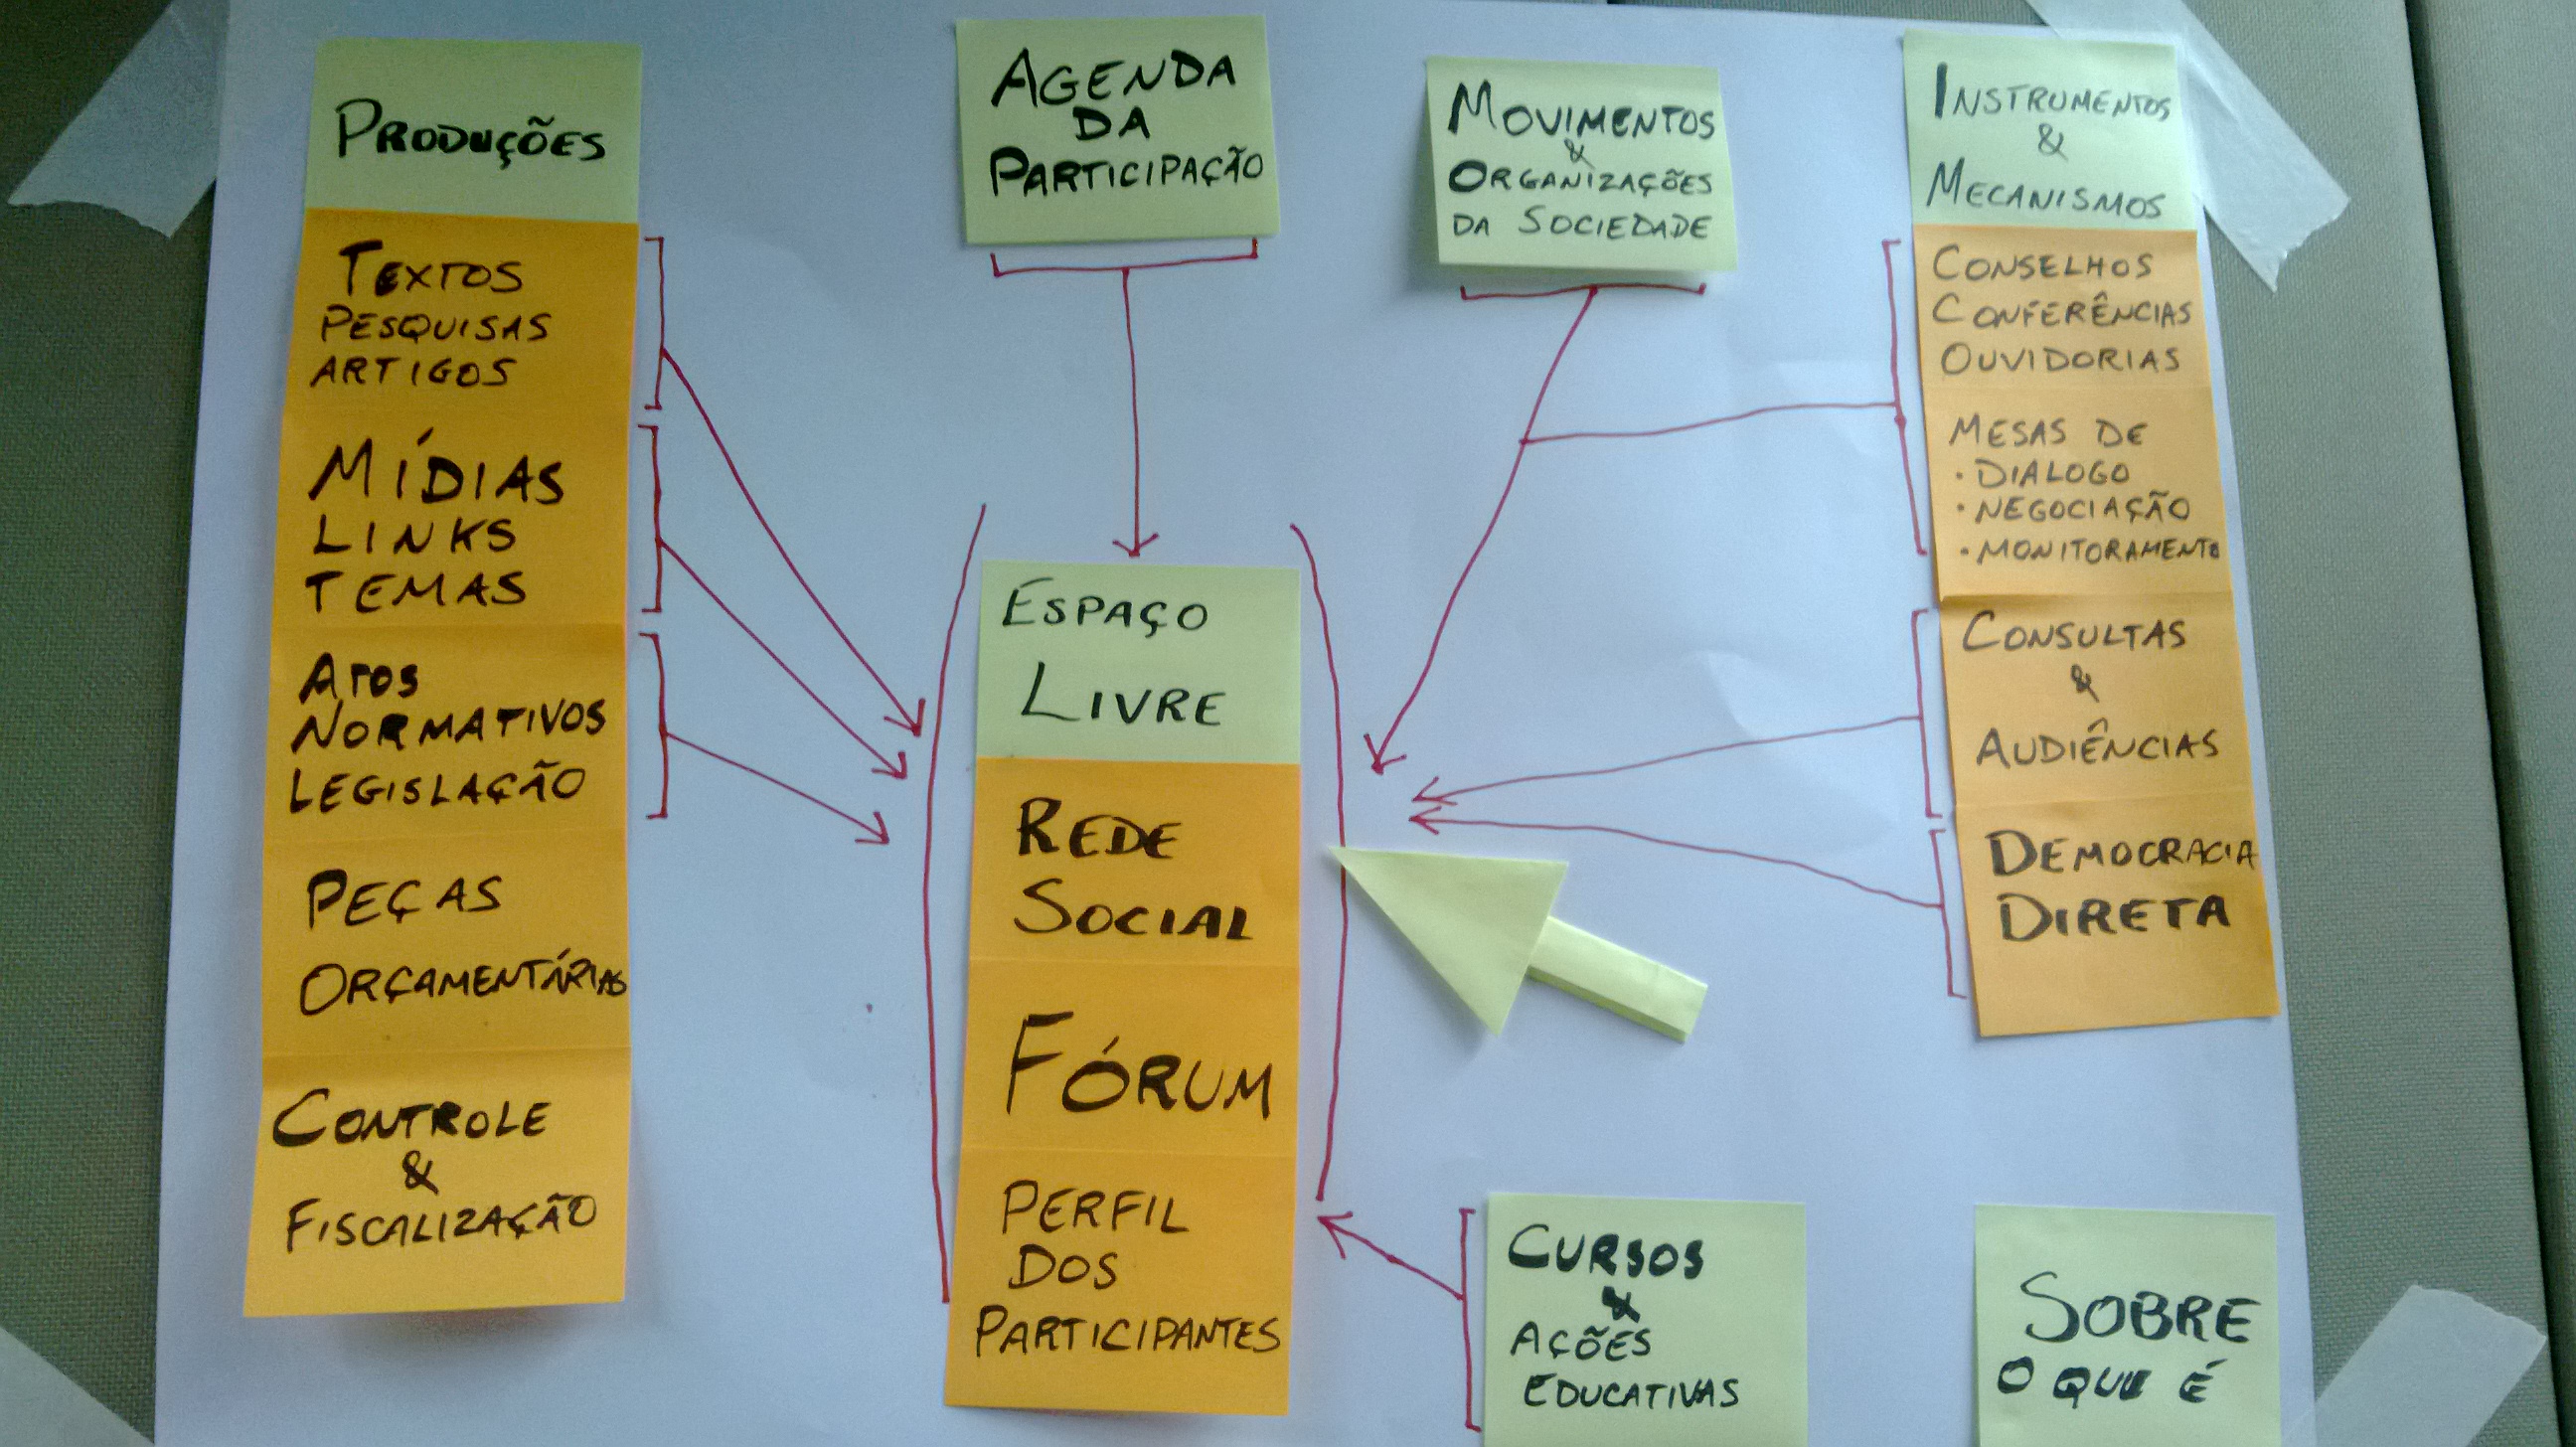 PRODUÇÕES
TEXTOS
PESQUISAS
ARTIGOS
MÍDIAS
LINKS
TEMAS
ATOS
NORMATIVOS
LEGISLAÇÃO
PEÇAS
ORÇAMENTÁRIAS
CONTROLE
&
FISCALIZAÇÃO
AGENDA
DA
PARTICIPAÇÃO
ESPAÇO
LIVRE
REDE
SOCIAL
FÓRUM
PERFIL
DOS
PARTICIPANTES
MOVIMENTOS
&
ORGANIZAÇÕES
DA SOCIEDADE
INSTRUMENTOS
&
MECANISMOS
CONSELHOS
CONFERÊNCIAS
OUVIDORIAS
MESAS DE
• DIALOGO
• NEGOCIAÇÃO
• MONITORAMENTO
CONSULTAS
&
AUDIÊNCIAS
DEMOCRACIA
DIRETA
CURSOS
&
AÇÕES
EDUCATIVAS
SOBRE
O QUE É